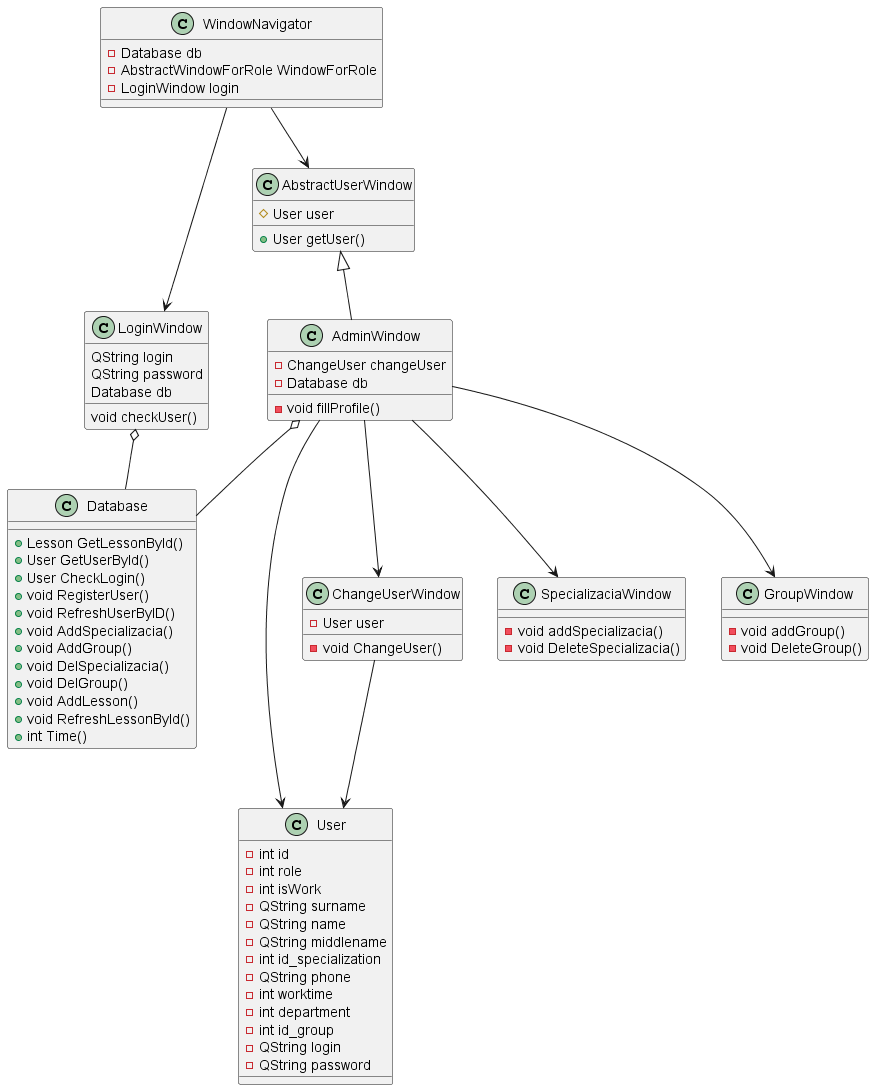 WindowNavigator
Database db
AbstractWindowForRole WindowForRole
LoginWindow login
AbstractUserWindow
User user
User getUser()
LoginWindow
QString login
QString password
Database db
void checkUser()
AdminWindow
ChangeUser changeUser
Database db
void fillProfile()
Database
Lesson GetLessonById()
User GetUserById()
User CheckLogin()
void RegisterUser()
void RefreshUserByID()
void AddSpecializacia()
void AddGroup()
void DelSpecializacia()
void DelGroup()
void AddLesson()
void RefreshLessonById()
int Time()
ChangeUserWindow
User user
void ChangeUser()
SpecializaciaWindow
void addSpecializacia()
void DeleteSpecializacia()
GroupWindow
void addGroup()
void DeleteGroup()
User
int id
int role
int isWork
QString surname
QString name
QString middlename
int id_specialization
QString phone
int worktime
int department
int id_group
QString login
QString password